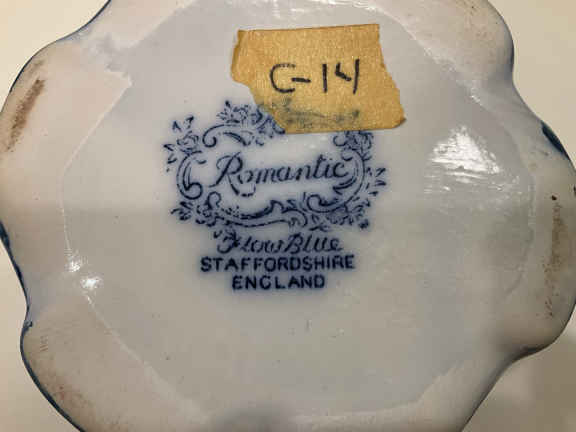 C-14
Romantic
Flow Blue
STAFFORDSHIRE
ENGLAND